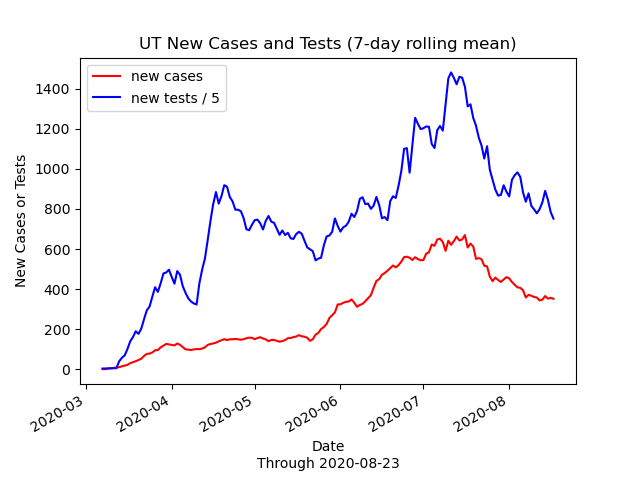 UT New Cases and Tests (7-day rolling mean)
new cases
new tests / 5
New Cases or Tests
1400
1200
1000
800
600
400
200
0
2020-03
2020-04
2020-05
2020-06
2020-07
2020-08
Date
Through 2020-08-23